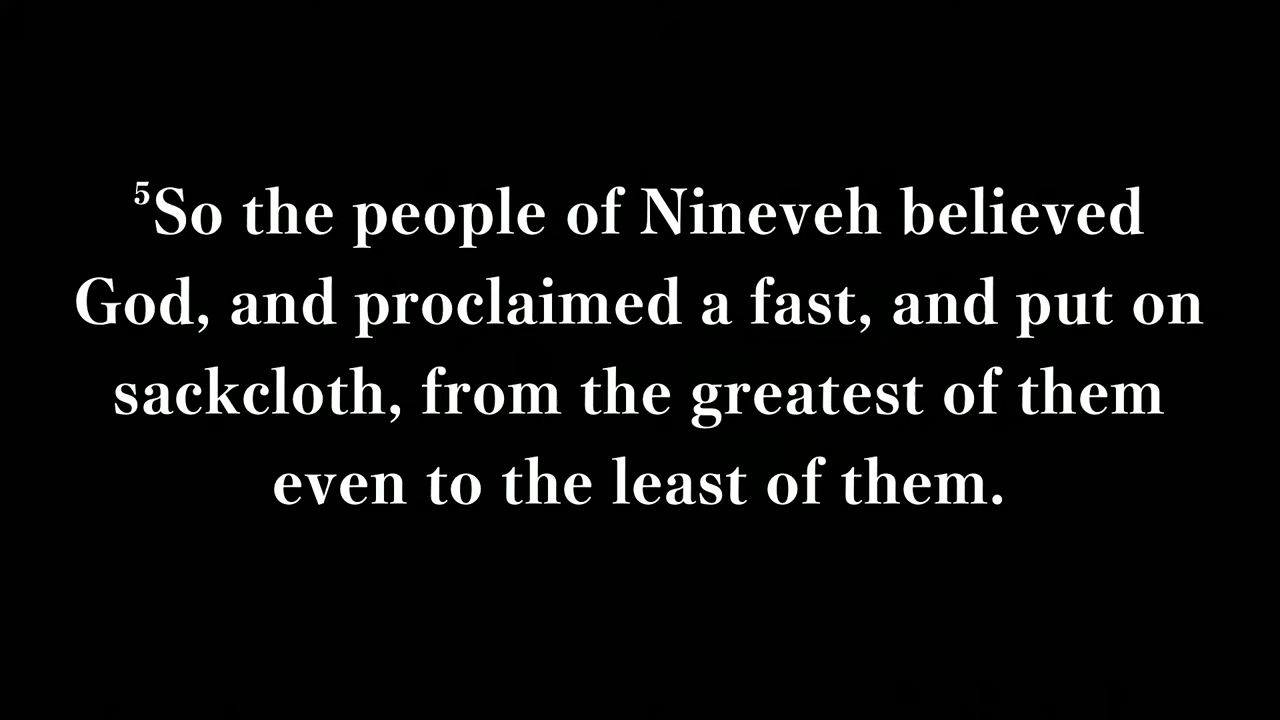 ⁵So the people of Nineveh believed
God, and proclaimed a fast, and put on
sackcloth, from the greatest of them
even to the least of them.